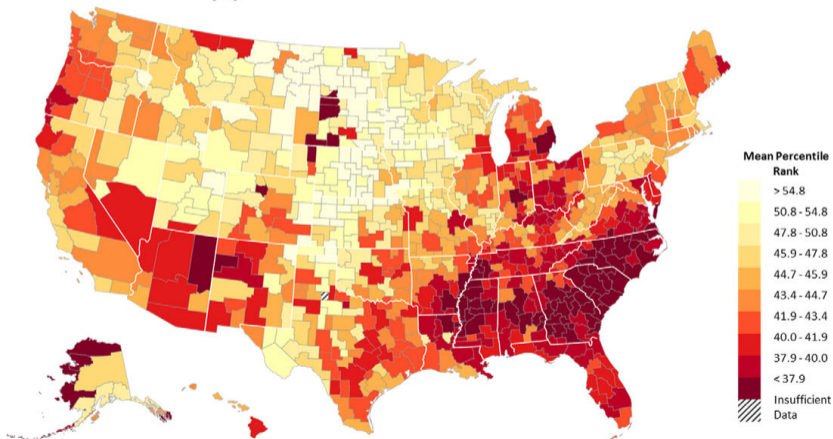 Mean Percentile
Rank
> 54.8
50.8 - 54.8
47.8 - 50.8
45.9 - 47.8
44.7 - 45.9
43.4 - 44.7
41.9 - 43.4
40.0 - 41.9
37.9 - 40.0
< 37.9
Insufficient
Data